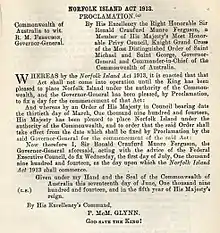 NORFOLK ISLAND ACT 1913.
PROCLAMATION.
Commonwealth of Australia to wit.
R. M. FERGUSON, Governor-General.
By His Excellency the Right Honorable Sir
Ronald Craufurd Munro Ferguson, a
Member of His Majesty's Most Honor-
able Privy Council, Knight Grand Cross
of the Most Distinguished Order of Saint
Michael and Saint George, Governor-
General and Commander-in-Chief of the
Commonwealth of Australia.
WHEREAS by the Norfolk Island Act 1913, it is enacted that that
Act shall not come into operation until the King has been
pleased to place Norfolk Island under the authority of the Common-
wealth, and the Governor-General has been pleased, by Proclamation,
to fix a day for the commencement of that Act:
And whereas by an Order of His Majesty in Council bearing date
the thirtieth day of March, One thousand nine hundred and fourteen,
His Majesty has been pleased to place Norfolk Island under the
authority of the Commonwealth, and to order that the said Order shall
take effect from the date which shall be fixed by Proclamation by the said
Governor-General for the commencement of the said Act:
Now therefore I, Sir Ronald Craufurd Munro Ferguson, the
Governor-General aforesaid, acting with the advice of the Federal
Executive Council, do fix Wednesday, the first day of July, One thousand
nine hundred and fourteen, as the day upon which the Norfolk Island
Act 1913 shall commence.
Given under my Hand and the Seal of the Commonwealth of
Australia this seventeenth day of June, One thousand
(L.S.) nine hundred and fourteen, and in the fifth year of His Majesty's
reign.
By His Excellency's Command,
P. McM. GLYNN.
GOD SAVE THE KING!